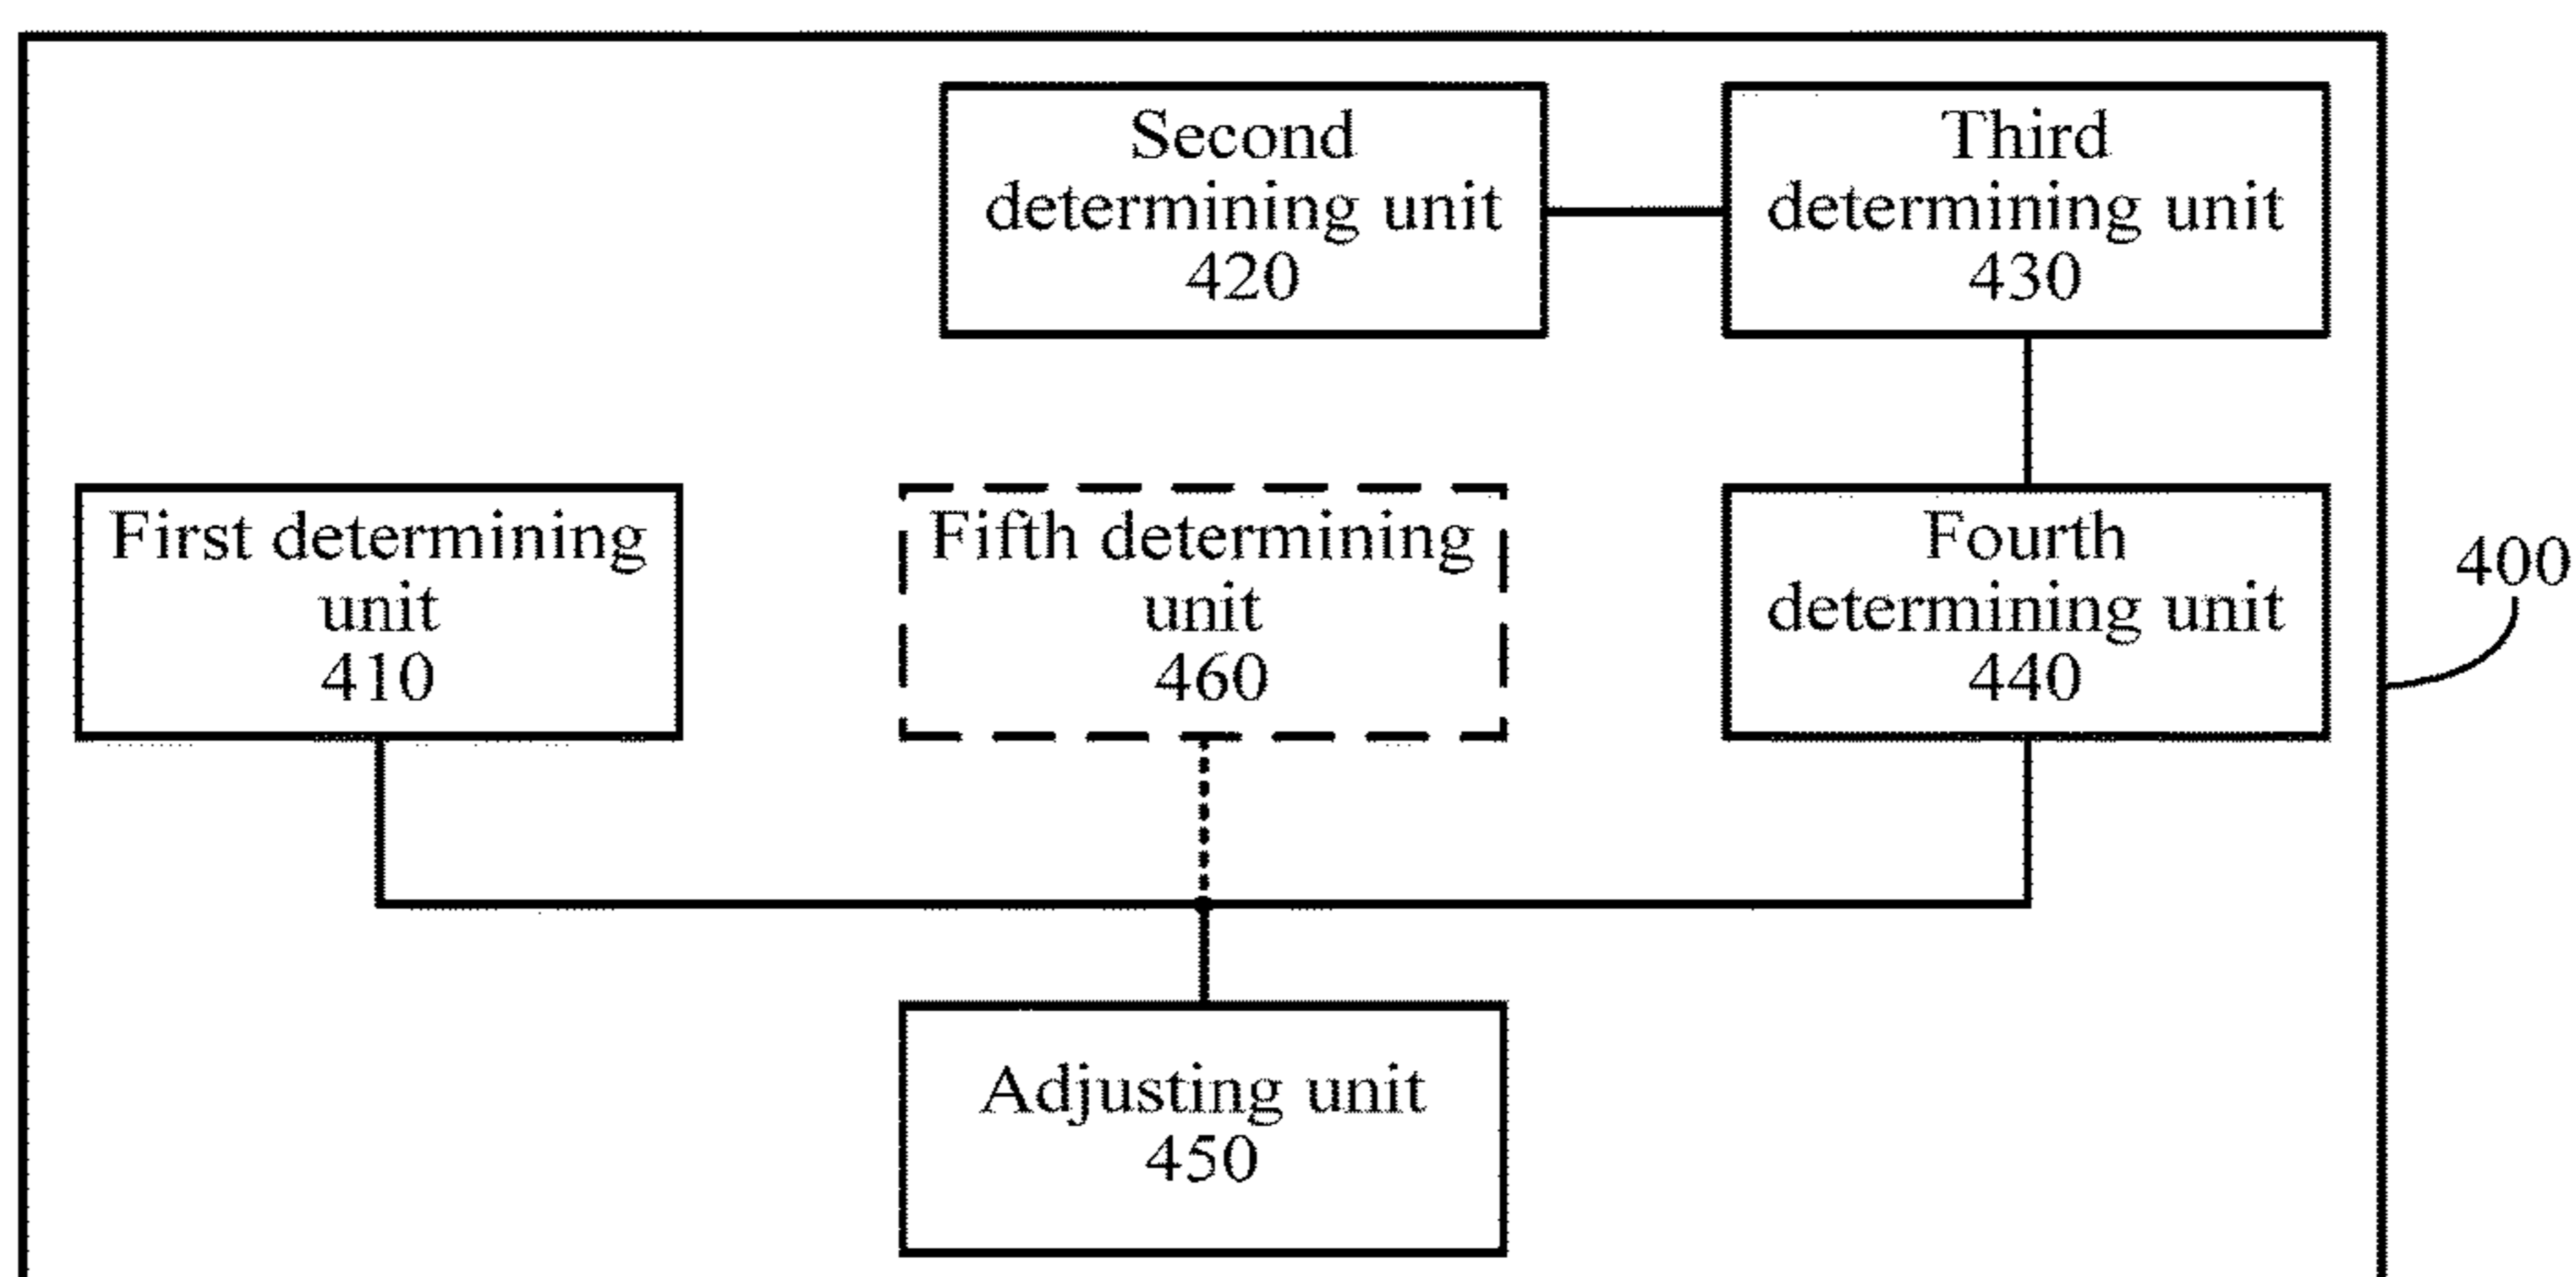 Second
determining unit
420
Third
determining unit
430
First determining
unit
410
Fifth determining
unit
460
Fourth
determining unit
440
400
Adjusting unit
450